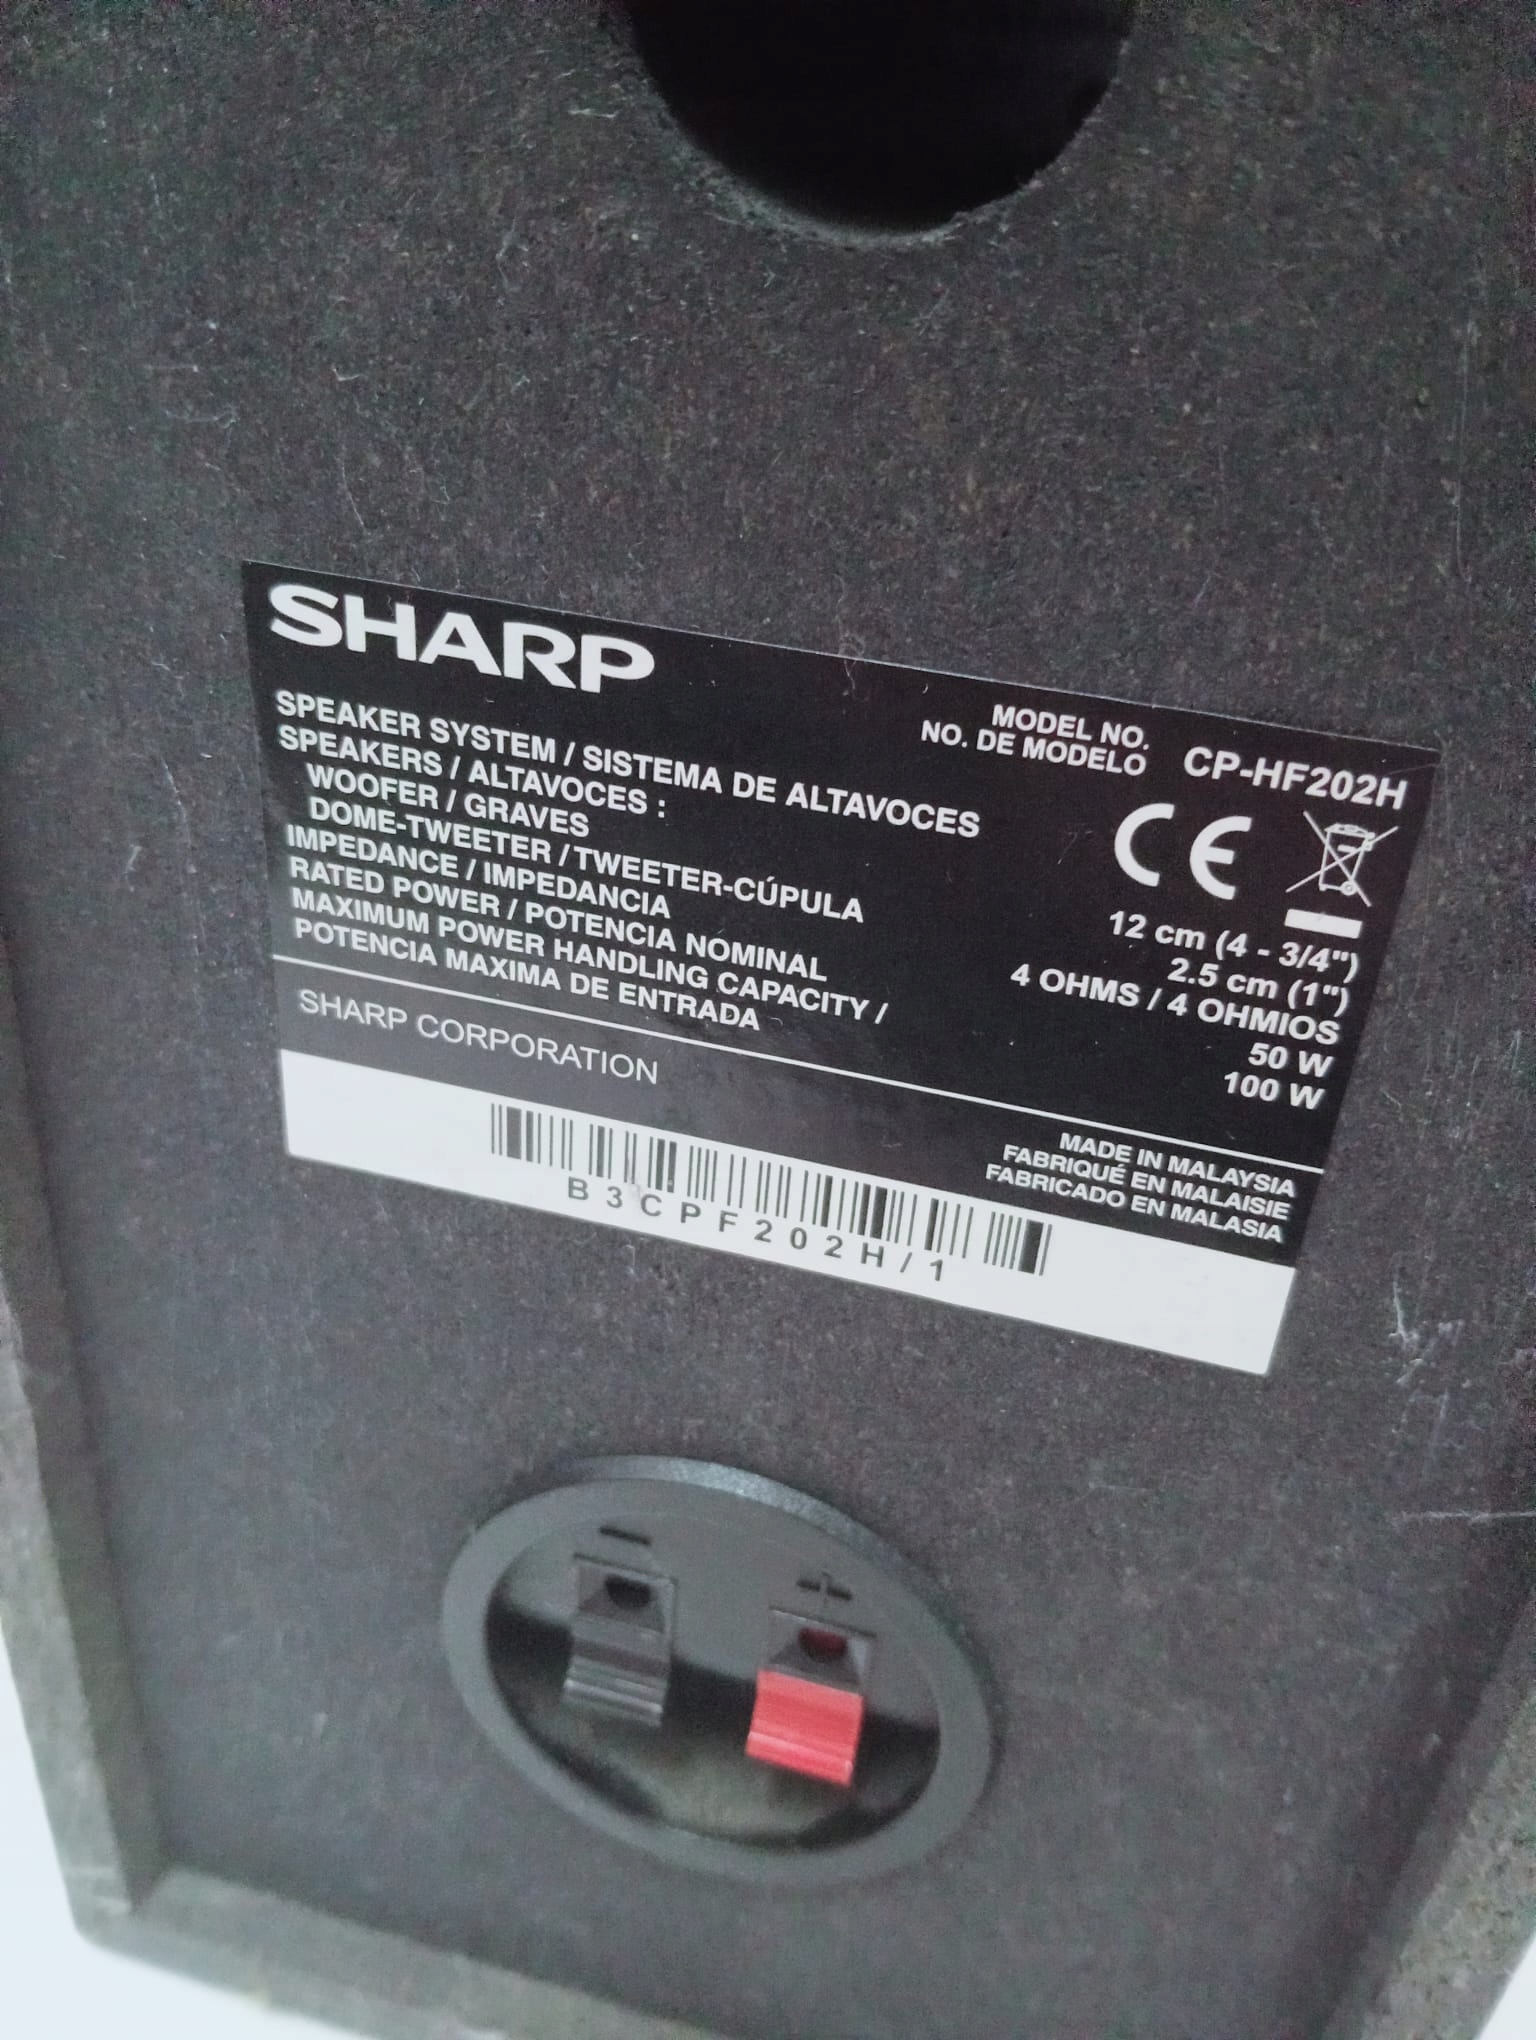 SHARP
MODEL NO.
NO. DE MODELO
CP-HF202H
SPEAKER SYSTEM / SISTEMA DE ALTAVOCES
SPEAKERS / ALTAVOCES :
WOOFER / GRAVES 12 cm (4 - 3/4")
DOME-TWEETER / TWEETER-CÚPULA 2.5 cm (1")
IMPEDANCE / IMPEDANCIA 4 OHMS / 4 OHMIOS
RATED POWER / POTENCIA NOMINAL 50 W
MAXIMUM POWER HANDLING CAPACITY / 100 W
POTENCIA MAXIMA DE ENTRADA
CE
SHARP CORPORATION
MADE IN MALAYSIA
FABRIQUÉ EN MALAISIE
FABRICADO EN MALASIA
B3CPF202H/1
- +